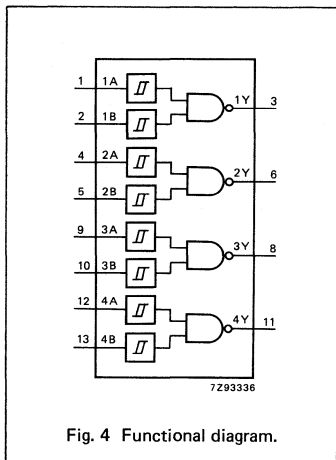 1 1A
1Y 3
2 1B
4 2A
2Y 6
5 2B
9 3A
3Y 8
10 3B
12 4A
4Y 11
13 4B
7Z93336
Fig. 4 Functional diagram.